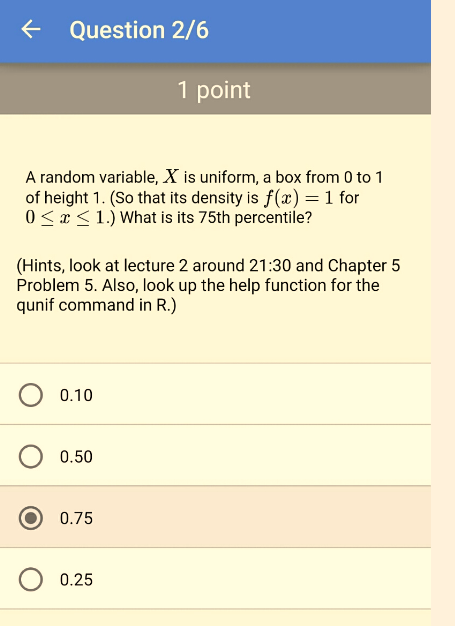 Question 2/6
1 point
A random variable, X is uniform, a box from 0 to 1
of height 1. (So that its density is f(x) = 1 for
0 ≤ x ≤ 1.) What is its 75th percentile?
(Hints, look at lecture 2 around 21:30 and Chapter 5
Problem 5. Also, look up the help function for the
qunif command in R.)
0.10
0.50
0.75
0.25